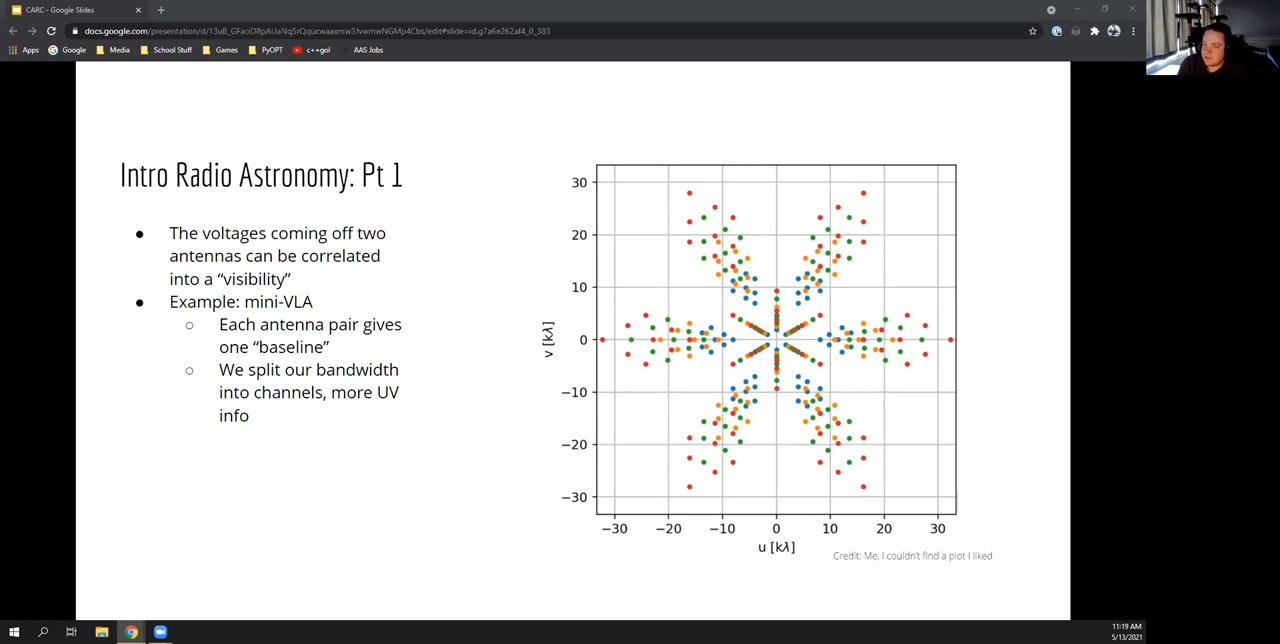 CARC - Google Slides
docs.google.com/presentation/d/13u8_GFaciD8pAUaNq5rQqucwaaxmw3JvwmwNGMp4Cbs/edit#slide=id.g7a6e262af4_0_383
Apps Google Media School Stuff Games PyOPT c++gol AAS Jobs
Intro Radio Astronomy: Pt 1
● The voltages coming off two
antennas can be correlated
into a “visibility”
● Example: mini-VLA
○ Each antenna pair gives
one “baseline”
○ We split our bandwidth
into channels, more UV
info
30
20
10
0
−10
−20
−30
v [kλ]
−30 −20 −10 0 10 20 30
u [kλ]
Credit: Me, I couldn't find a plot I liked
11:19 AM
5/13/2021